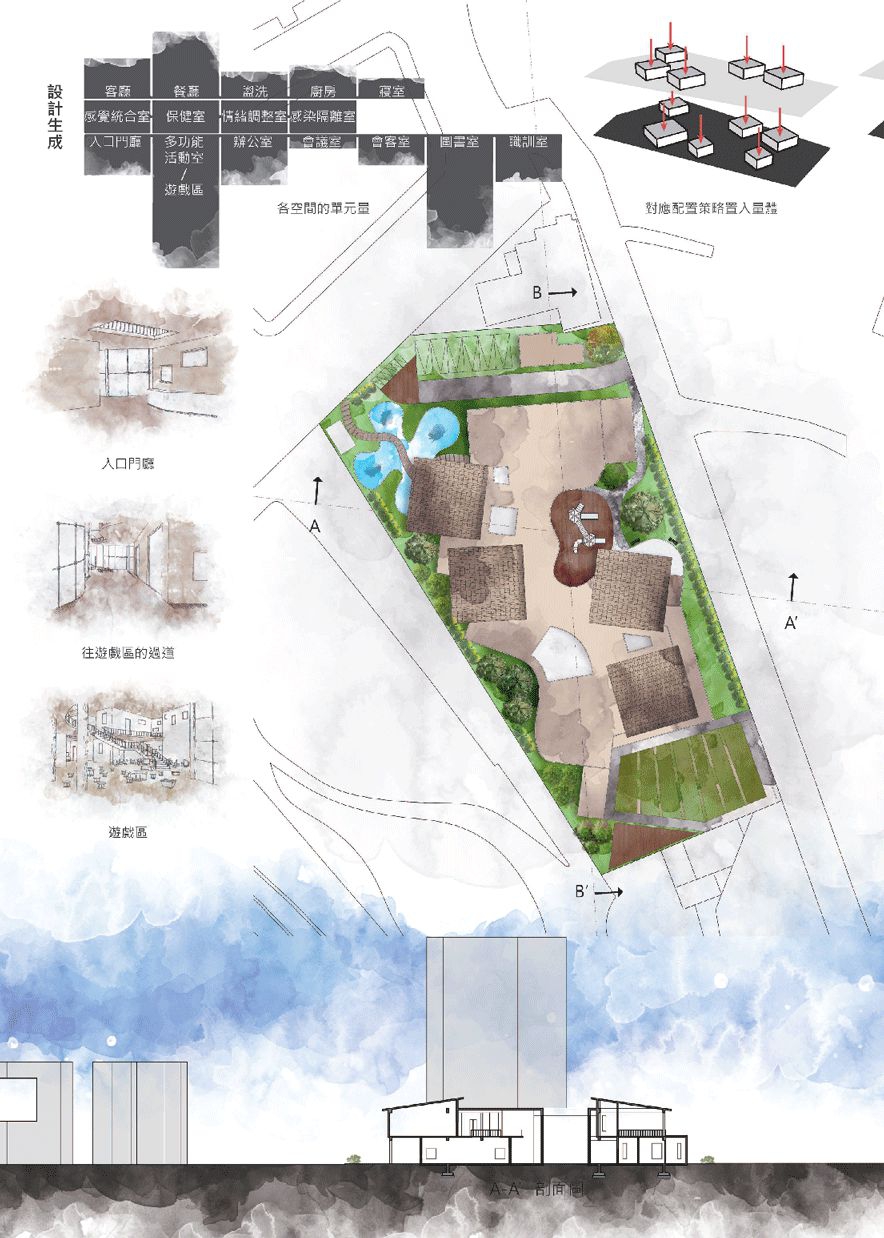 設計生成
客廳 餐廳 盥洗 廚房 寢室
感覺統合室 保健室 情緒調整室 感染隔離室
入口門廳 多功能 辦公室 會議室 會客室 圖書室 職訓室
活動室
/
遊戲區
各空間的單元量
對應配置策略置入量體
B
入口門廳
A
往遊戲區的過道
A'
遊戲區
B'
A-A' 剖面圖